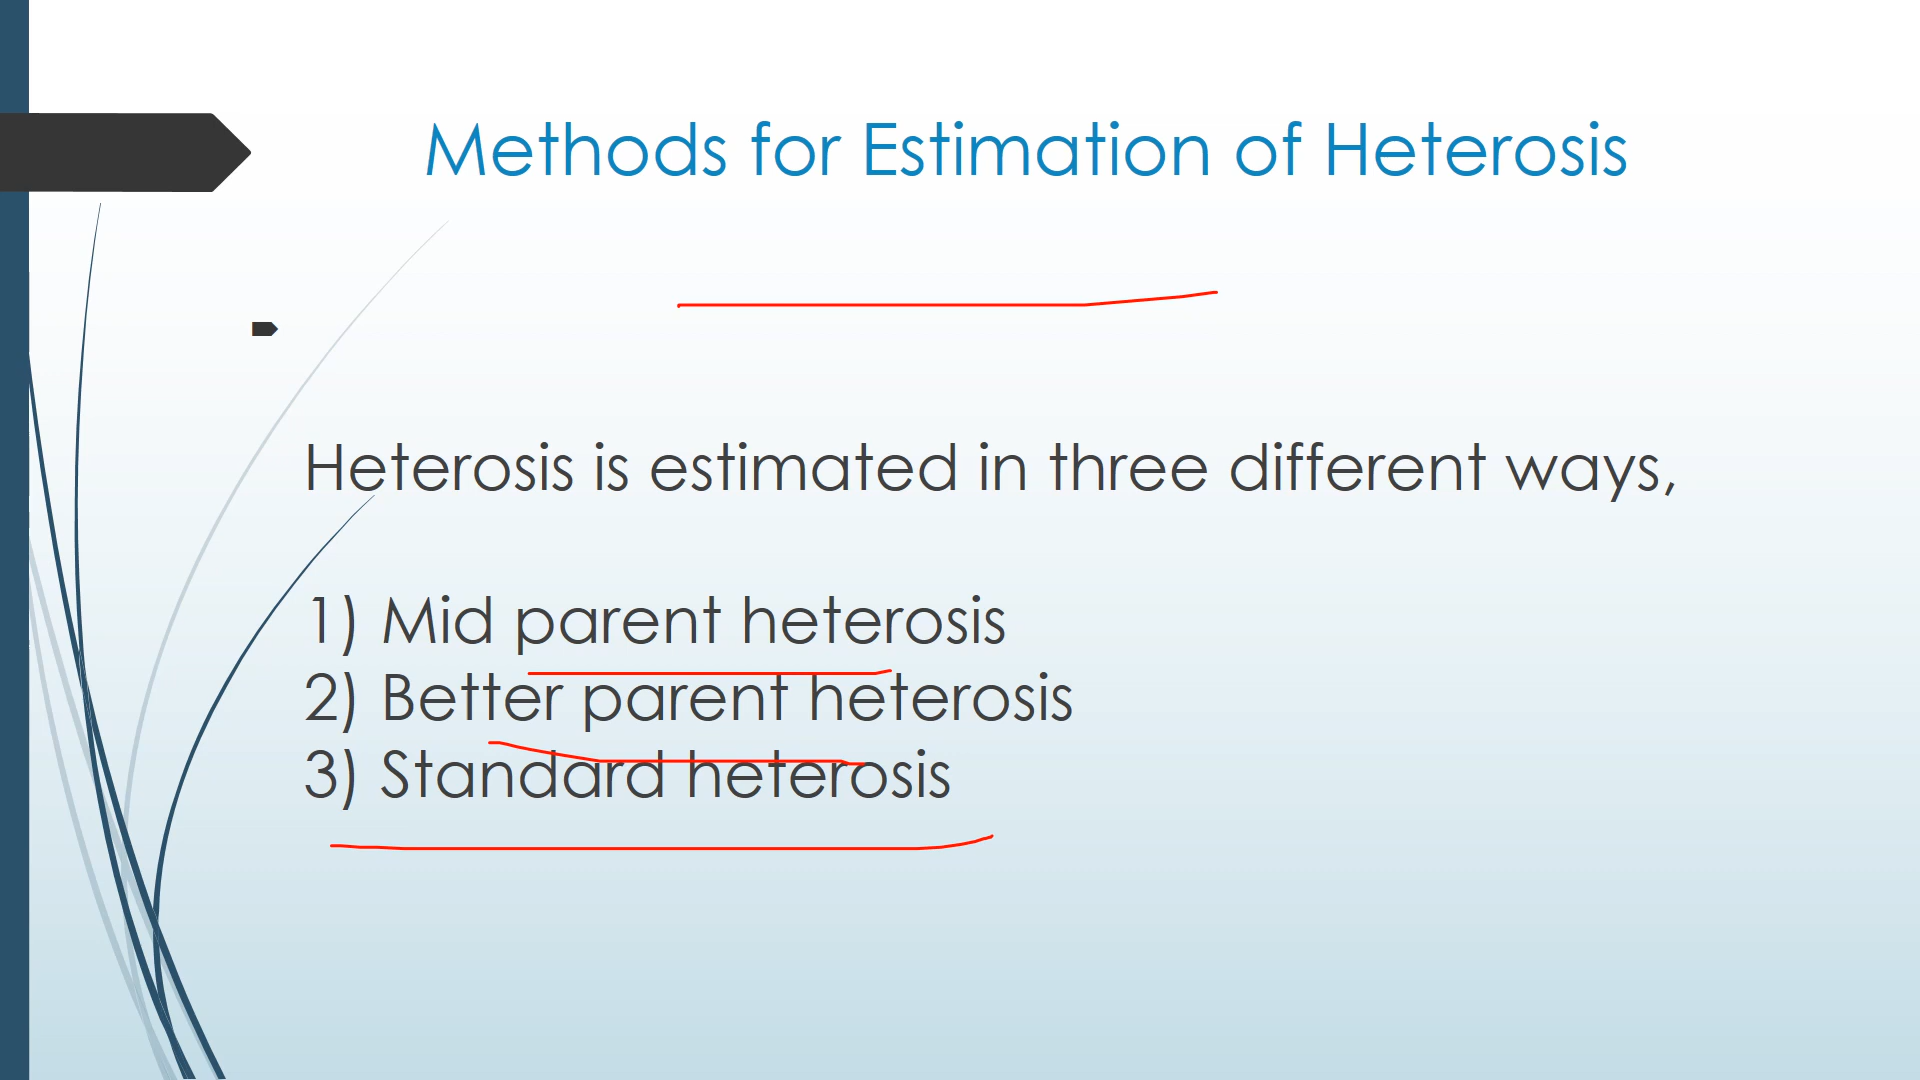 Methods for Estimation of Heterosis
Heterosis is estimated in three different ways,
1) Mid parent heterosis
2) Better parent heterosis
3) Standard heterosis